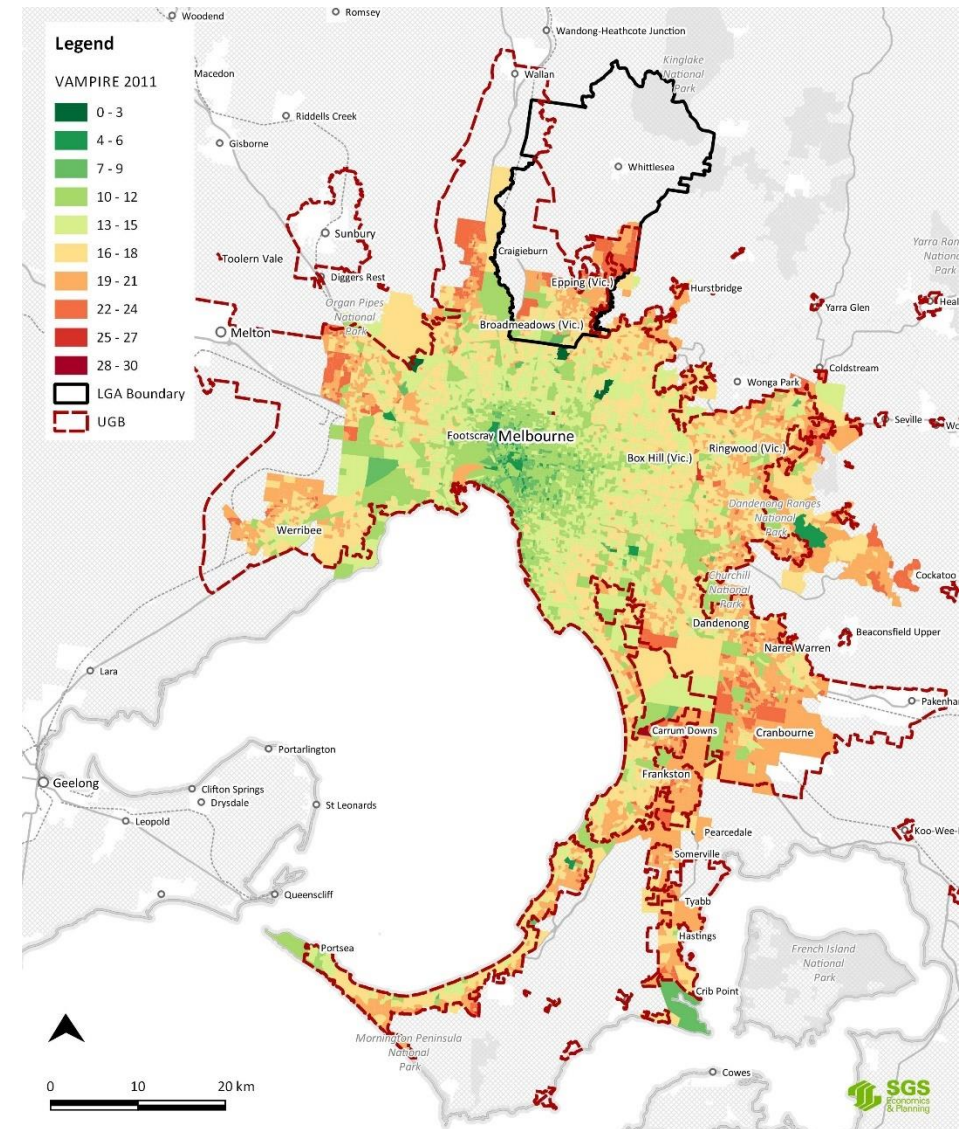 Legend
VAMPIRE 2011
0 - 3
4 - 6
7 - 9
10 - 12
13 - 15
16 - 18
19 - 21
22 - 24
25 - 27
28 - 30
LGA Boundary
UGB
Woodend
Romsey
Wandong-Heathcote Junction
Macedon
Wallan
Kinglake
National
Park
Riddells Creek
Gisborne
Whittlesea
Sunbury
Toolern Vale
Craigieburn
Yarra Ran
Nationa
Park
Diggers Rest
Epping (Vic.)
Hurstbridge
Organ Pipes
National
Park
Yarra Glen
Heal
Broadmeadows (Vic.)
Melton
Coldstream
Wonga Park
Seville
Wo
Footscray
Melbourne
Ringwood (Vic.)
Box Hill (Vic.)
Dandenong Ranges
National
Park
Werribee
Churchill
National
Park
Cockatoo
Dandenong
Beaconsfield Upper
Narre Warren
Lara
Pakenham
Carrum Downs
Cranbourne
Portarlington
Frankston
Geelong
Clifton Springs
Drysdale
St Leonards
Leopold
Pearcedale
Koo-Wee-
Somerville
Queenscliff
Tyabb
Hastings
Portsea
French Island
National
Park
Crib Point
Mornington Peninsula
National
Park
Cowes
0 10 20 km
SGS
Economics
& Planning